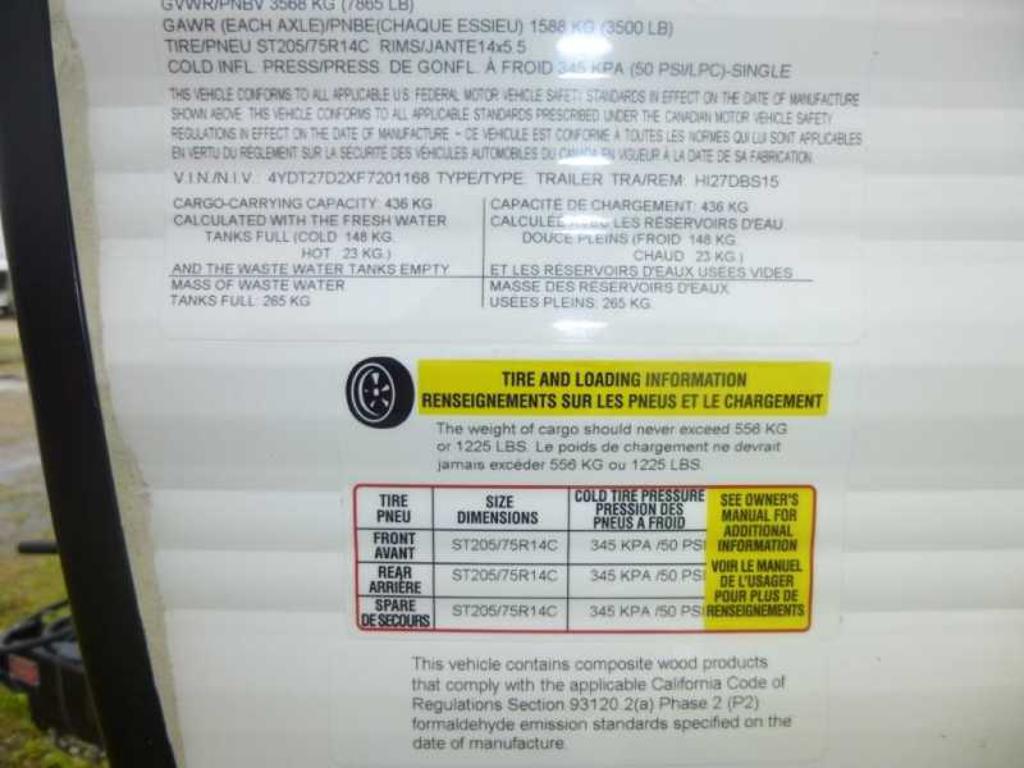 GVWR/PNBV 3568 KG (7865 LB)
GAWR (EACH AXLE)/PNBE(CHAQUE ESSIEU) 1588 KG (3500 LB)
TIRE/PNEU ST205/75R14C RIMS/JANTE14x5.5
COLD INFL. PRESS/PRESS. DE GONFL. À FROID 345 KPA (50 PSI/LPC)-SINGLE
THIS VEHICLE CONFORMS TO ALL APPLICABLE U.S. FEDERAL MOTOR VEHICLE SAFETY STANDARDS IN EFFECT ON THE DATE OF MANUFACTURE
SHOWN ABOVE. THIS VEHICLE CONFORMS TO ALL APPLICABLE STANDARDS PRESCRIBED UNDER THE CANADIAN MOTOR VEHICLE SAFETY
REGULATIONS IN EFFECT ON THE DATE OF MANUFACTURE - CE VEHICULE EST CONFORME A TOUTES LES NORMES QUI LUI SONT APPLICABLES
EN VERTU DU REGLEMENT SUR LA SECURITE DES VEHICULES AUTOMOBILES DU CANADA EN VIGUEUR A LA DATE DE SA FABRICATION.
V.I.N./N.I.V.: 4YDT27D2XF7201168 TYPE/TYPE: TRAILER TRA/REM: HI27DBS15
CARGO-CARRYING CAPACITY: 436 KG
CALCULATED WITH THE FRESH WATER
TANKS FULL (COLD 148 KG.
HOT 23 KG.)
AND THE WASTE WATER TANKS EMPTY
MASS OF WASTE WATER
TANKS FULL: 265 KG
CAPACITÉ DE CHARGEMENT: 436 KG
CALCULÉE AVEC LES RÉSERVOIRS D'EAU
DOUCE PLEINS (FROID 148 KG.
CHAUD 23 KG.)
ET LES RÉSERVOIRS D'EAUX USÉES VIDES
MASSE DES RÉSERVOIRS D'EAUX
USÉES PLEINS: 265 KG.
TIRE AND LOADING INFORMATION
RENSEIGNEMENTS SUR LES PNEUS ET LE CHARGEMENT
The weight of cargo should never exceed 556 KG
or 1225 LBS. Le poids de chargement ne devrait
jamais excéder 556 KG ou 1225 LBS.
TIRE
PNEU
SIZE
DIMENSIONS
COLD TIRE PRESSURE
PRESSION DES
PNEUS A FROID
FRONT
AVANT
ST205/75R14C
345 KPA /50 PSI
REAR
ARRIÈRE
ST205/75R14C
345 KPA /50 PSI
SPARE
DE SECOURS
ST205/75R14C
345 KPA /50 PSI
SEE OWNER'S
MANUAL FOR
ADDITIONAL
INFORMATION
VOIR LE MANUEL
DE L'USAGER
POUR PLUS DE
RENSEIGNEMENTS
This vehicle contains composite wood products
that comply with the applicable California Code of
Regulations Section 93120.2(a) Phase 2 (P2)
formaldehyde emission standards specified on the
date of manufacture.